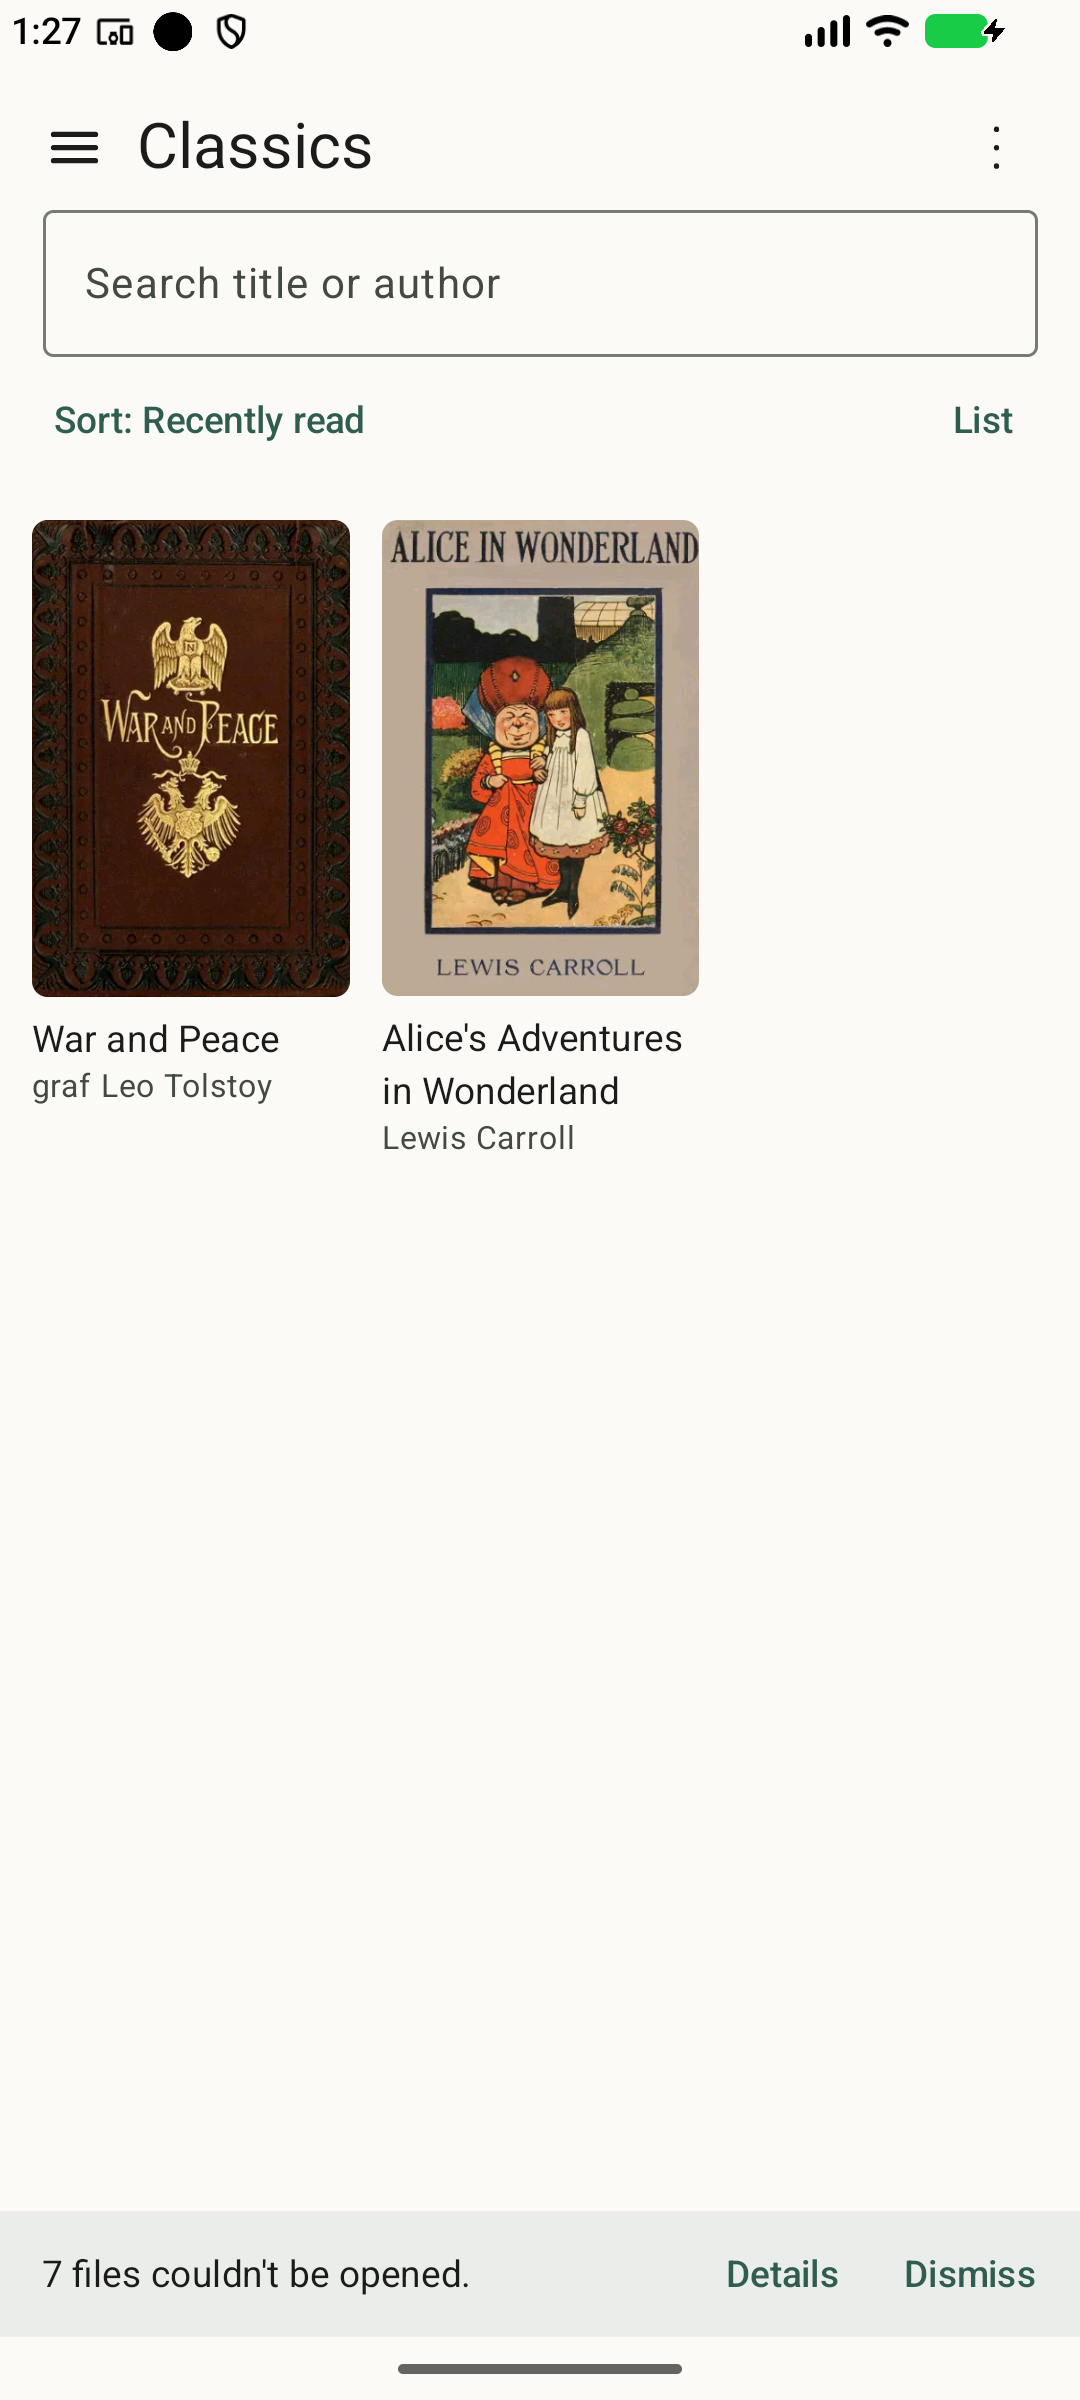 1:27
Classics
Search title or author
Sort: Recently read
List
N
WAR AND PEACE
ALICE IN WONDERLAND
LEWIS CARROLL
War and Peace
graf Leo Tolstoy
Alice's Adventures
in Wonderland
Lewis Carroll
7 files couldn't be opened.
Details
Dismiss